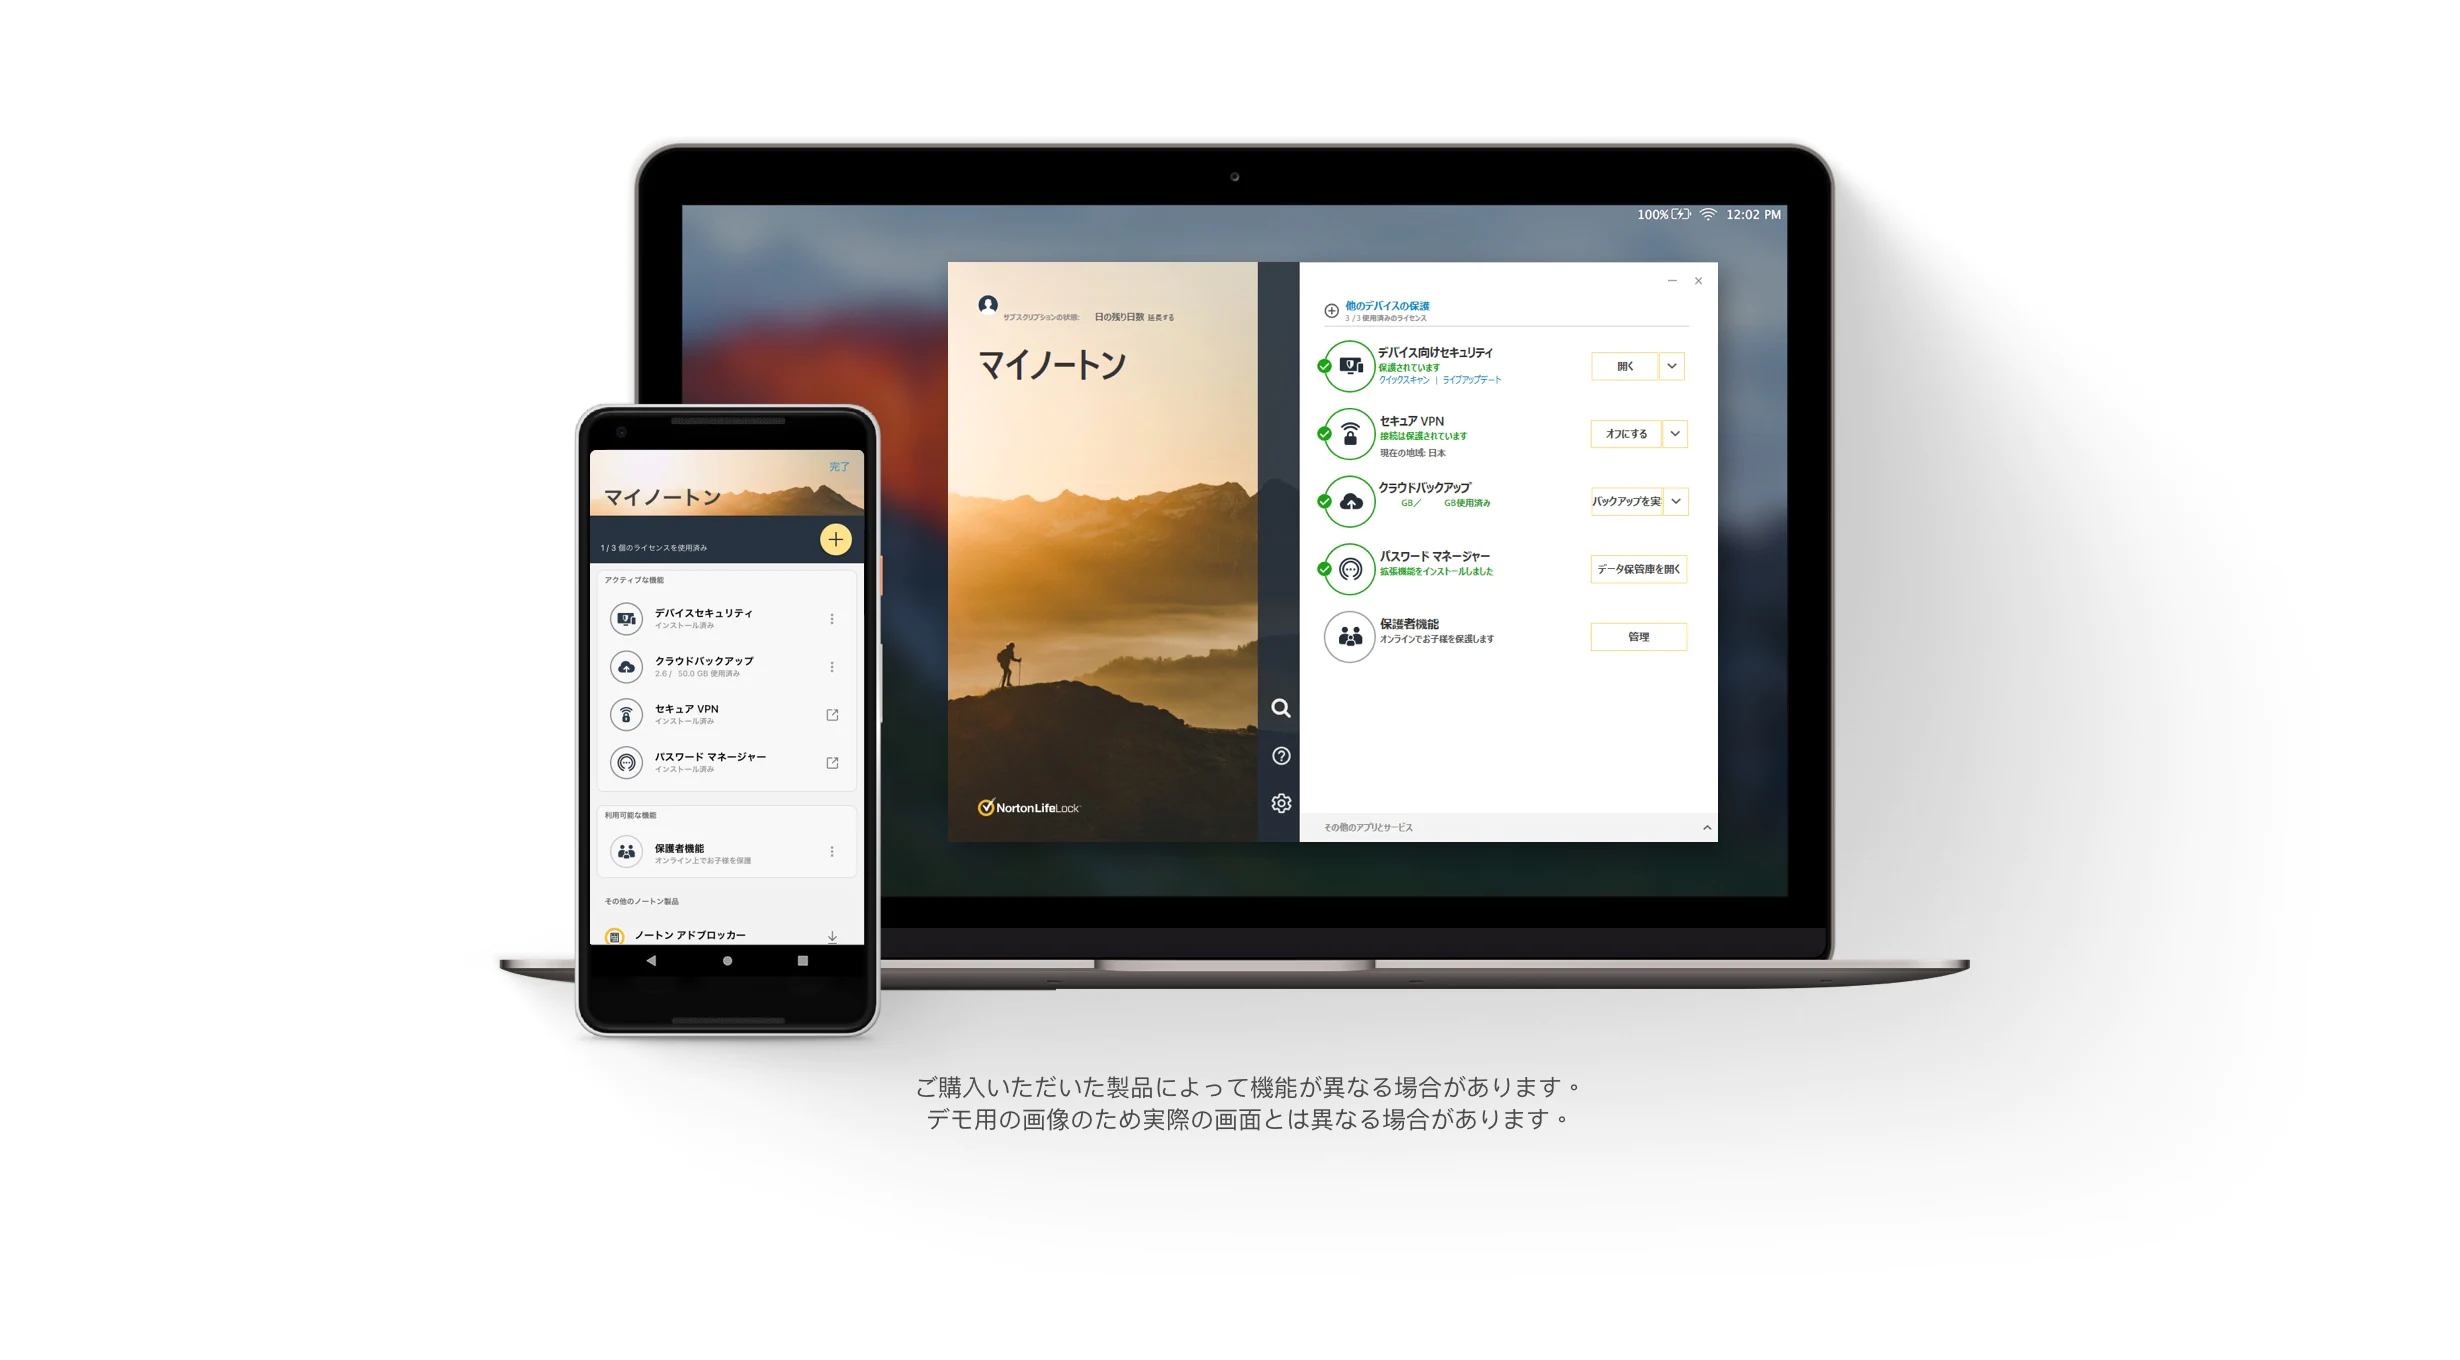 100% 12:02 PM
サブスクリプションの状態: 日の残り日数 延長する
マイノートン
NortonLifeLock
他のデバイスの保護
3 / 3 使用済みのライセンス
デバイス向けセキュリティ
保護されています
クイックスキャン | ライブアップデート
開く
セキュア VPN
接続は保護されています
現在の地域: 日本
オフにする
クラウドバックアップ
GB／ GB使用済み
バックアップを実
パスワード マネージャー
拡張機能をインストールしました
データ保管庫を開く
保護者機能
オンラインでお子様を保護します
管理
その他のアプリとサービス
完了
マイノートン
1 / 3 個のライセンスを使用済み
アクティブな機能
デバイスセキュリティ
インストール済み
クラウドバックアップ
2.6 / 50.0 GB 使用済み
セキュア VPN
インストール済み
パスワード マネージャー
インストール済み
利用可能な機能
保護者機能
オンライン上でお子様を保護
その他のノートン製品
ノートン アドブロッカー
ご購入いただいた製品によって機能が異なる場合があります。
デモ用の画像のため実際の画面とは異なる場合があります。